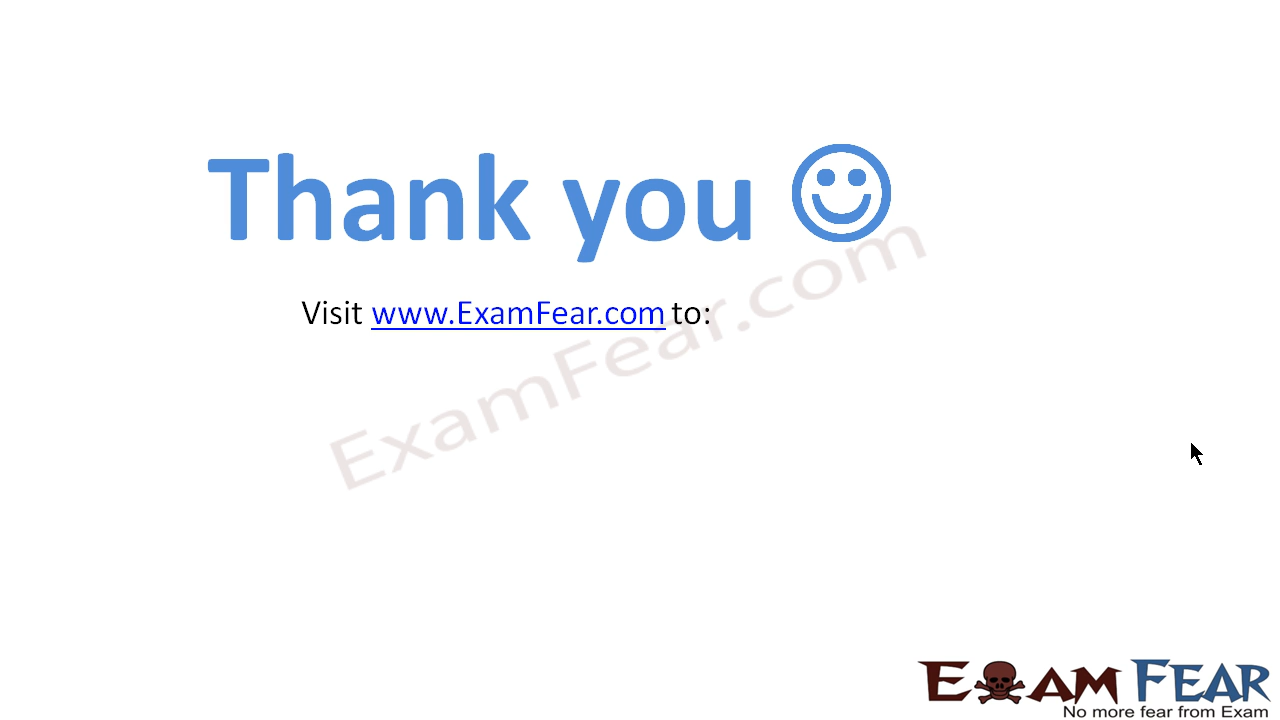 Thank you ☺
Visit www.ExamFear.com to:
ExamFear.com
EXAM FEAR
No more fear from Exam